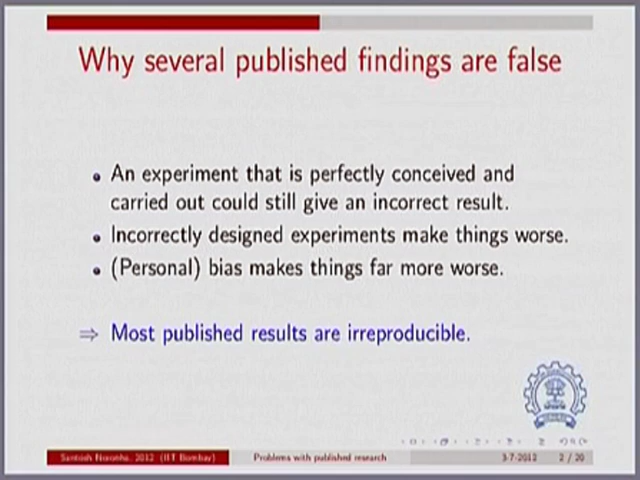 Why several published findings are false
An experiment that is perfectly conceived and
carried out could still give an incorrect result.
Incorrectly designed experiments make things worse.
(Personal) bias makes things far more worse.
⇒ Most published results are irreproducible.
Santosh Noronha, 2012 (IIT Bombay) Problems with published research 3-7-2012 2 / 20